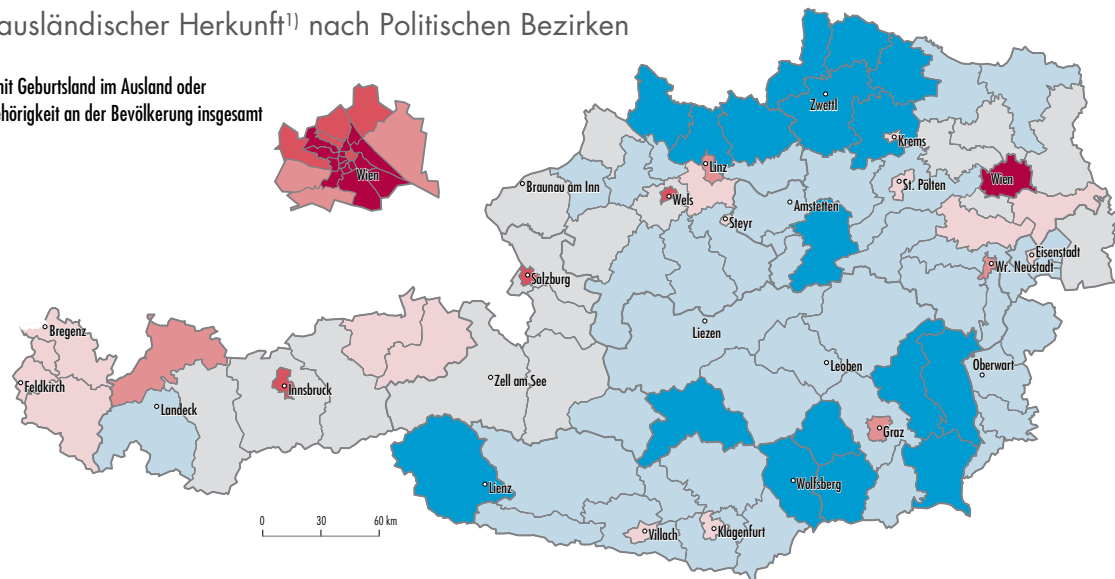 ausländischer Herkunft¹⁾ nach Politischen Bezirken
mit Geburtsland im Ausland oder
ehörigkeit an der Bevölkerung insgesamt
Wien
Zwettl
Krems
Linz
Braunau am Inn
Wels
St. Pölten
Wien
Amstetten
Steyr
Eisenstadt
Wr. Neustadt
Salzburg
Bregenz
Liezen
Leoben
Oberwart
Feldkirch
Zell am See
Innsbruck
Landeck
Graz
Lienz
Wolfsberg
Villach
Klagenfurt
0 30 60 km